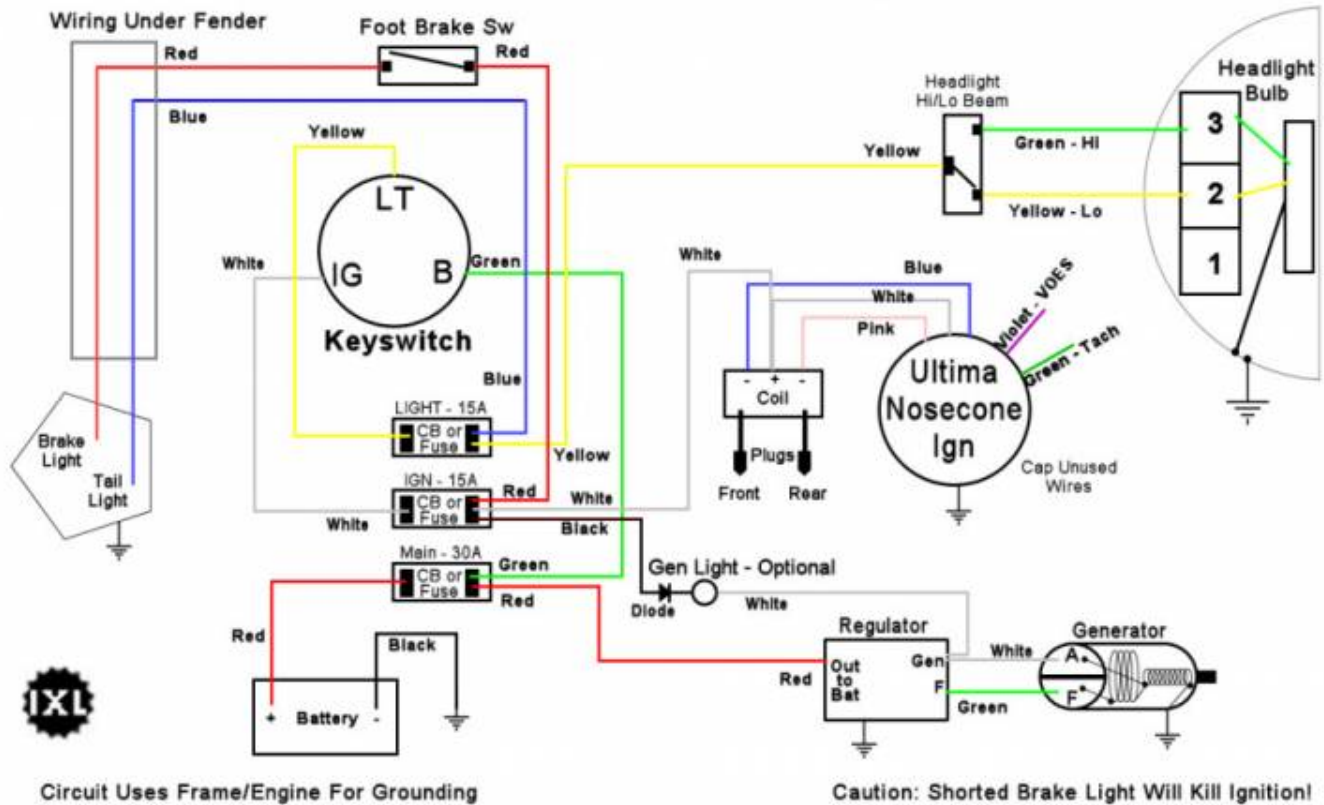 Wiring Under Fender
Foot Brake Sw
Red
Red
Blue
Yellow
LT
IG
B
White
Green
Keyswitch
Headlight
Hi/Lo Beam
Yellow
Green - HI
Yellow - Lo
Headlight
Bulb
3
2
1
Blue
White
Pink
Violet - VOES
Green - Tach
- + -
Coil
Plugs
Front
Rear
Ultima
Nosecone
Ign
Cap Unused
Wires
Brake
Light
Tail
Light
Blue
LIGHT - 15A
CB or
Fuse
Yellow
IGN - 15A
CB or
Fuse
Red
White
White
Black
Main - 30A
CB or
Fuse
Green
Red
Gen Light - Optional
Diode
White
Red
Black
+ Battery -
Regulator
Out
to
Bat
Gen
F
Red
White
Green
Generator
A
F
IXL
Circuit Uses Frame/Engine For Grounding
Caution: Shorted Brake Light Will Kill Ignition!